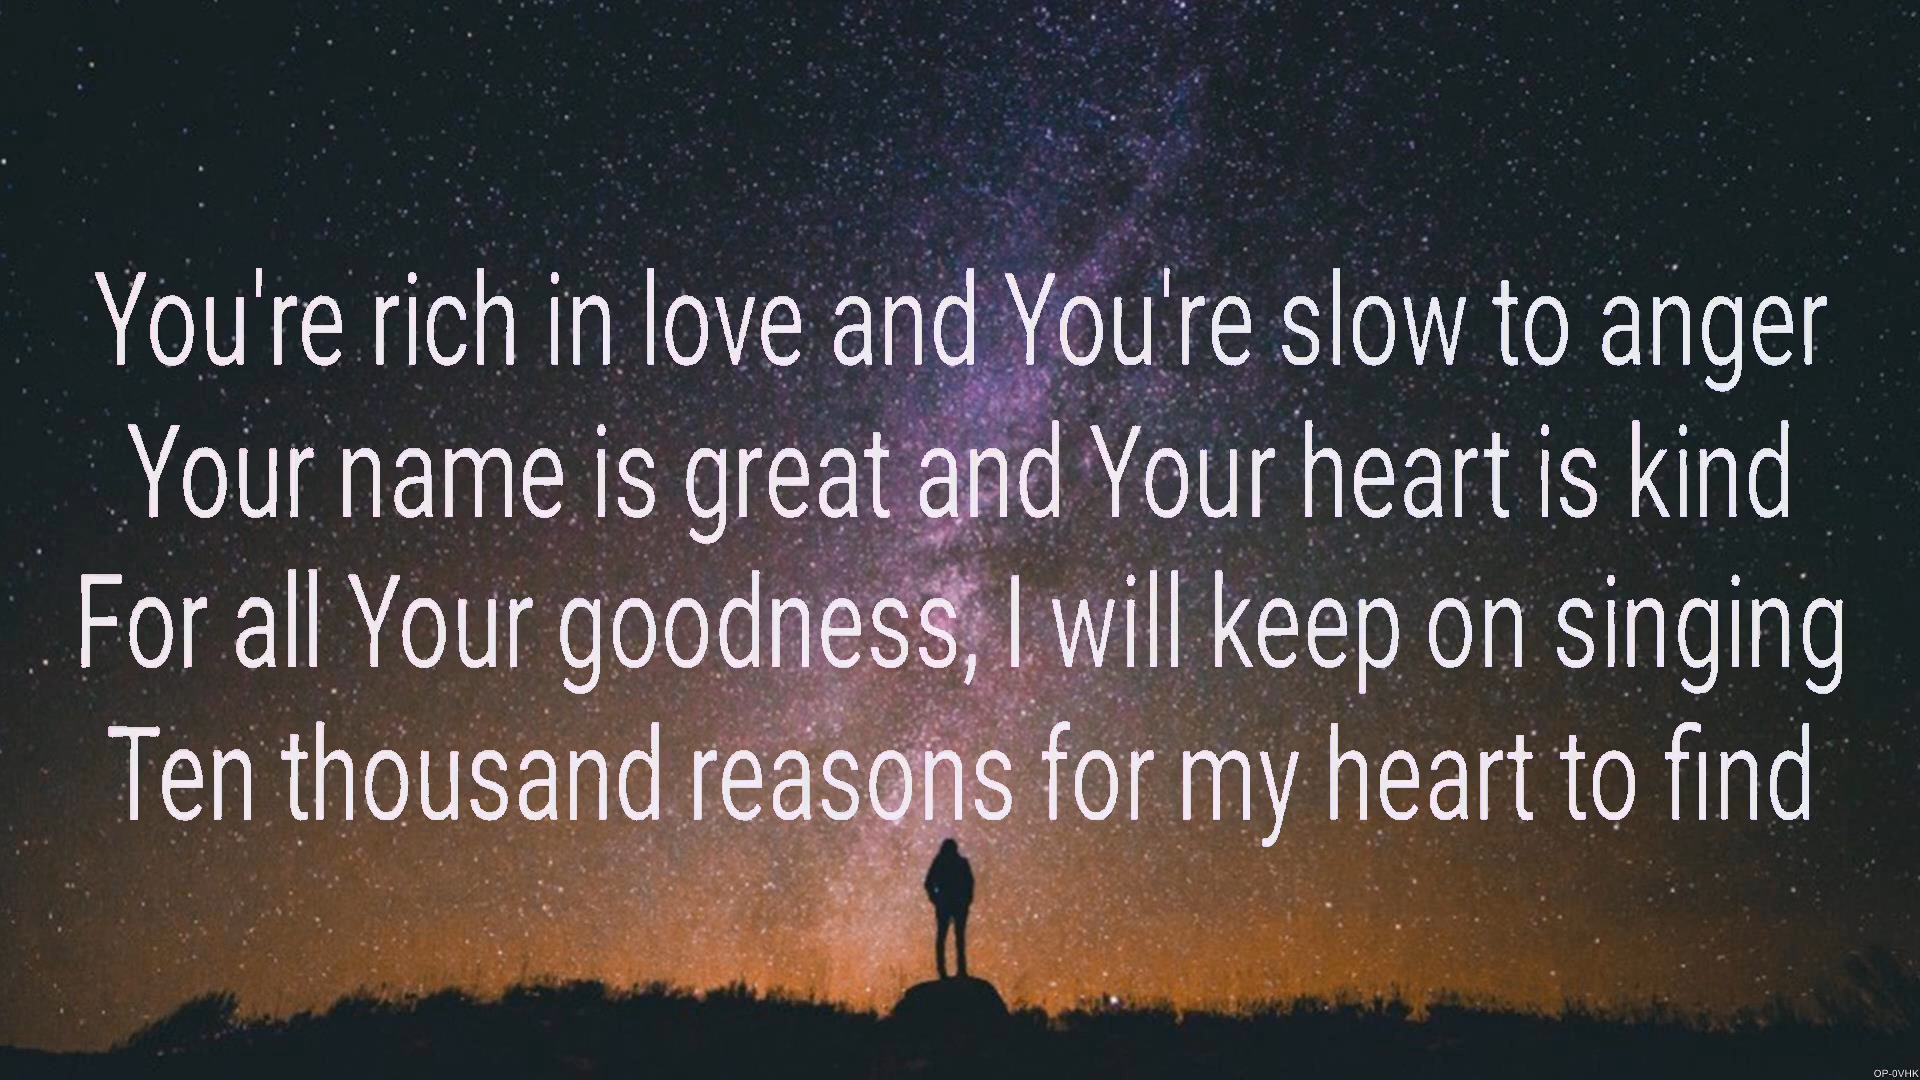 You're rich in love and You're slow to anger
Your name is great and Your heart is kind
For all Your goodness, I will keep on singing
Ten thousand reasons for my heart to find
OP-0VHK